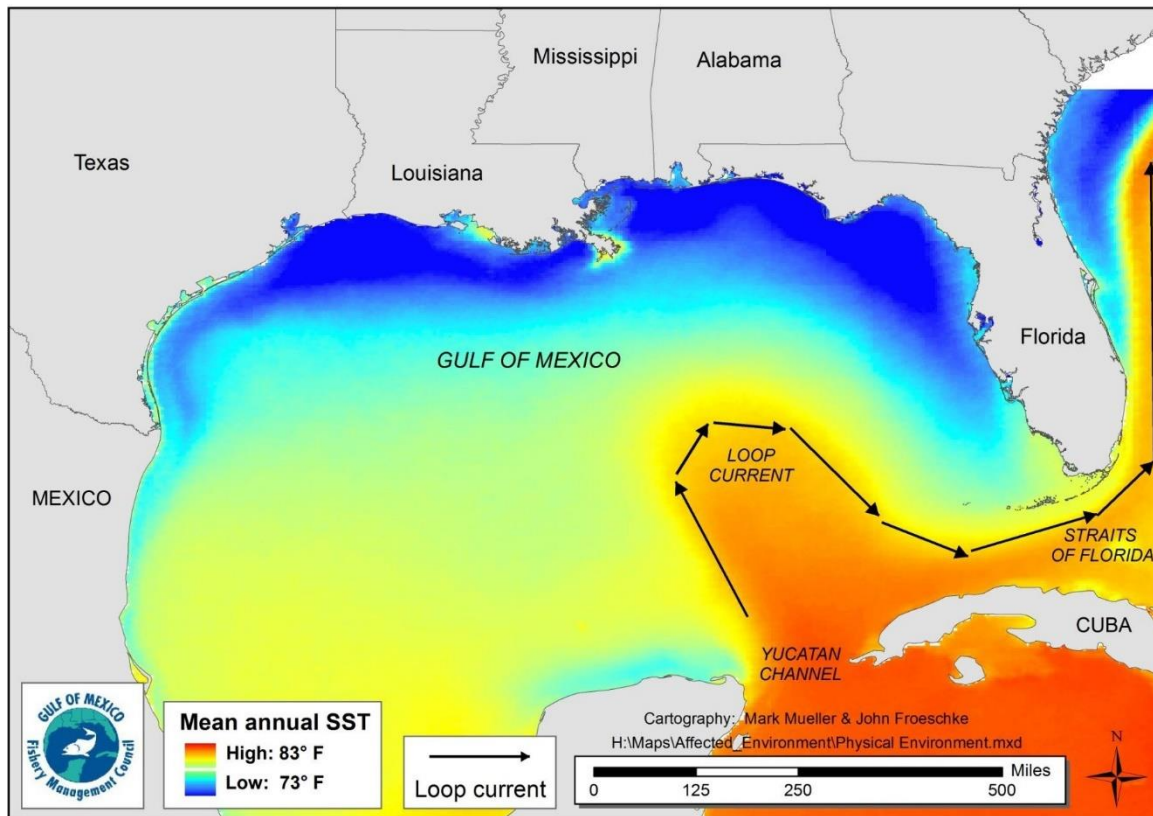 Mississippi
Alabama
Texas
Louisiana
Florida
GULF OF MEXICO
LOOP
CURRENT
MEXICO
STRAITS
OF FLORIDA
CUBA
YUCATAN
CHANNEL
GULF OF MEXICO
Fishery Management Council
Mean annual SST
High: 83° F
Low: 73° F
Loop current
Cartography: Mark Mueller & John Froeschke
H:\Maps\Affected_Environment\Physical Environment.mxd
Miles
0 125 250 500
N